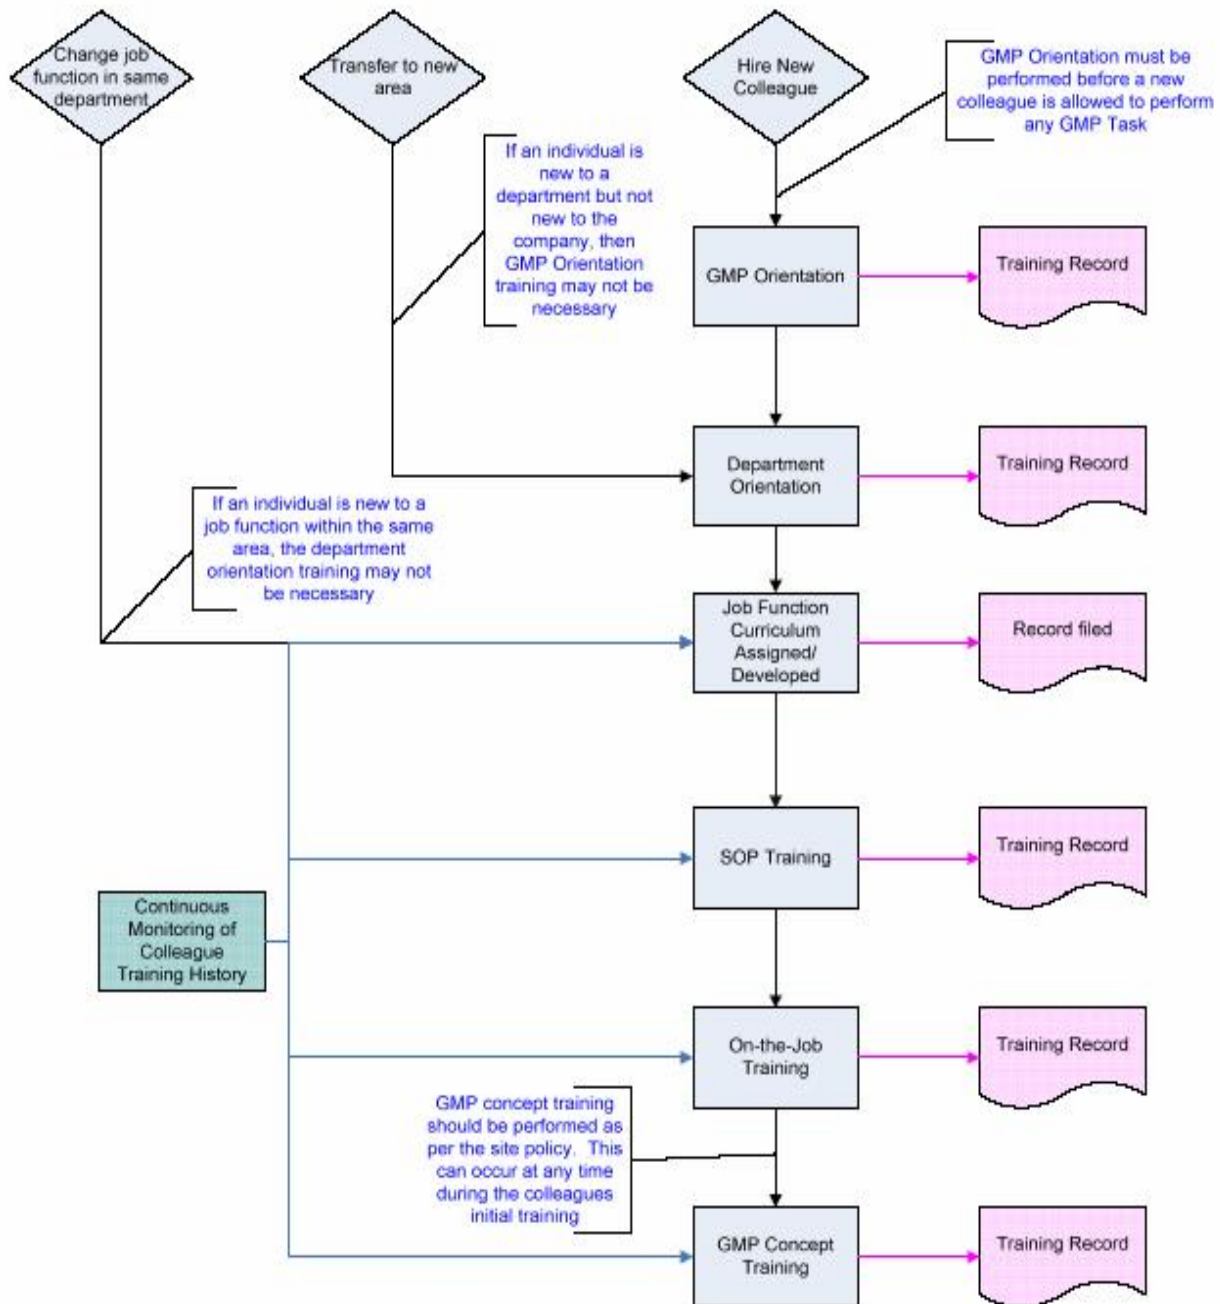 Change job
function in same
department
Transfer to new
area
Hire New
Colleague
GMP Orientation must be
performed before a new
colleague is allowed to perform
any GMP Task
If an individual is
new to a
department but not
new to the
company, then
GMP Orientation
training may not be
necessary
GMP Orientation
Training Record
Department
Orientation
Training Record
If an individual is new to a
job function within the same
area, the department
orientation training may not
be necessary
Job Function
Curriculum
Assigned/
Developed
Record filed
SOP Training
Training Record
Continuous
Monitoring of
Colleague
Training History
On-the-Job
Training
Training Record
GMP concept training
should be performed as
per the site policy. This
can occur at any time
during the colleagues
initial training
GMP Concept
Training
Training Record